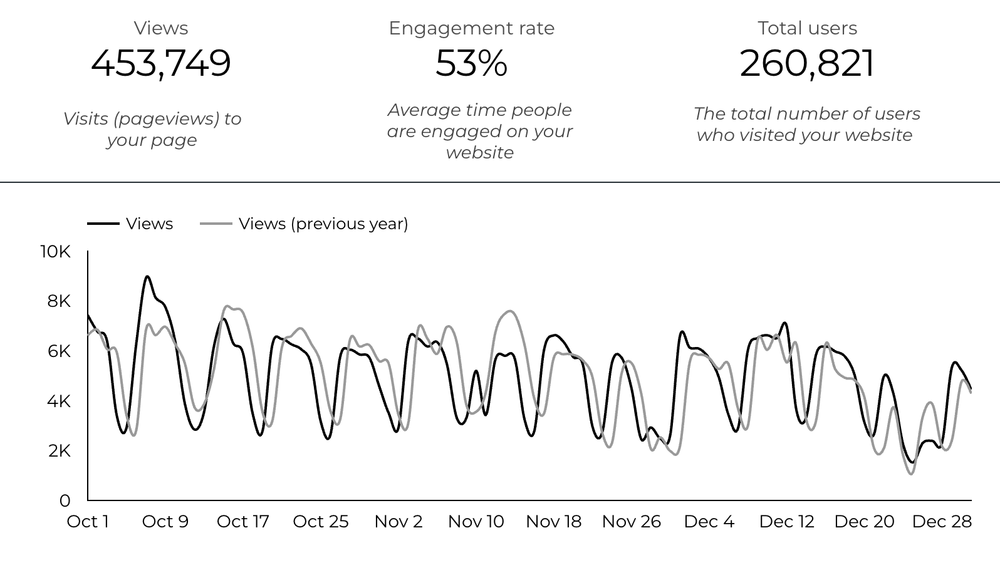 Views
453,749
Visits (pageviews) to
your page
Engagement rate
53%
Average time people
are engaged on your
website
Total users
260,821
The total number of users
who visited your website
Views Views (previous year)
10K
8K
6K
4K
2K
0
Oct 1 Oct 9 Oct 17 Oct 25 Nov 2 Nov 10 Nov 18 Nov 26 Dec 4 Dec 12 Dec 20 Dec 28